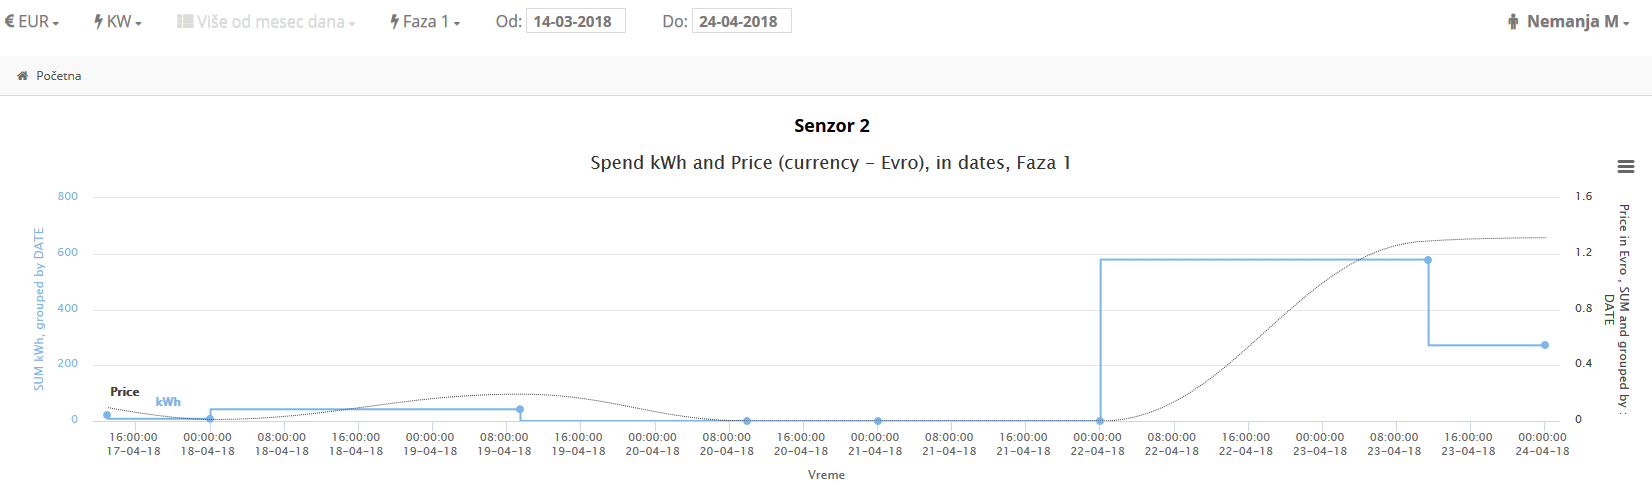 EUR KW Više od mesec dana Faza 1 Od: 14-03-2018 Do: 24-04-2018 Nemanja M
Početna
Senzor 2
Spend kWh and Price (currency - Evro), in dates, Faza 1
SUM kWh, grouped by DATE
800
600
400
200
0
Price
kWh
1.6
1.2
0.8
0.4
0
Price in Evro , SUM and grouped by :
DATE
16:00:00 00:00:00 08:00:00 16:00:00 00:00:00 08:00:00 16:00:00 00:00:00 08:00:00 16:00:00 00:00:00 08:00:00 16:00:00 00:00:00 08:00:00 16:00:00 00:00:00 08:00:00 16:00:00 00:00:00
17-04-18 18-04-18 18-04-18 18-04-18 19-04-18 19-04-18 19-04-18 20-04-18 20-04-18 20-04-18 21-04-18 21-04-18 21-04-18 22-04-18 22-04-18 22-04-18 23-04-18 23-04-18 23-04-18 24-04-18
Vreme